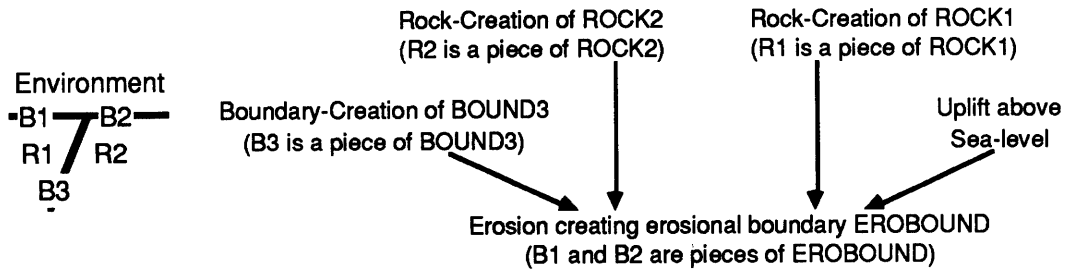 Rock-Creation of ROCK2
(R2 is a piece of ROCK2)
Rock-Creation of ROCK1
(R1 is a piece of ROCK1)
Environment
B1
B2
R1
R2
B3
Boundary-Creation of BOUND3
(B3 is a piece of BOUND3)
Uplift above
Sea-level
Erosion creating erosional boundary EROBOUND
(B1 and B2 are pieces of EROBOUND)